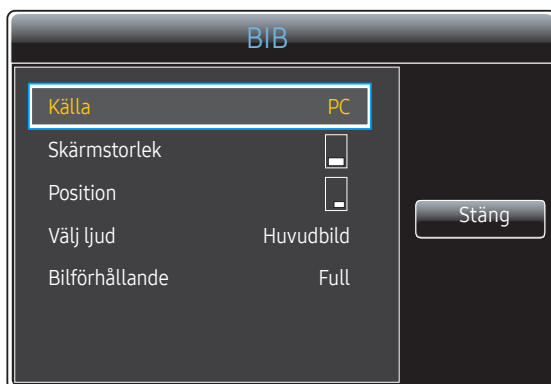 BIB
Källa PC
Skärmstorlek
Position
Välj ljud Huvudbild
Bilförhållande Full
Stäng